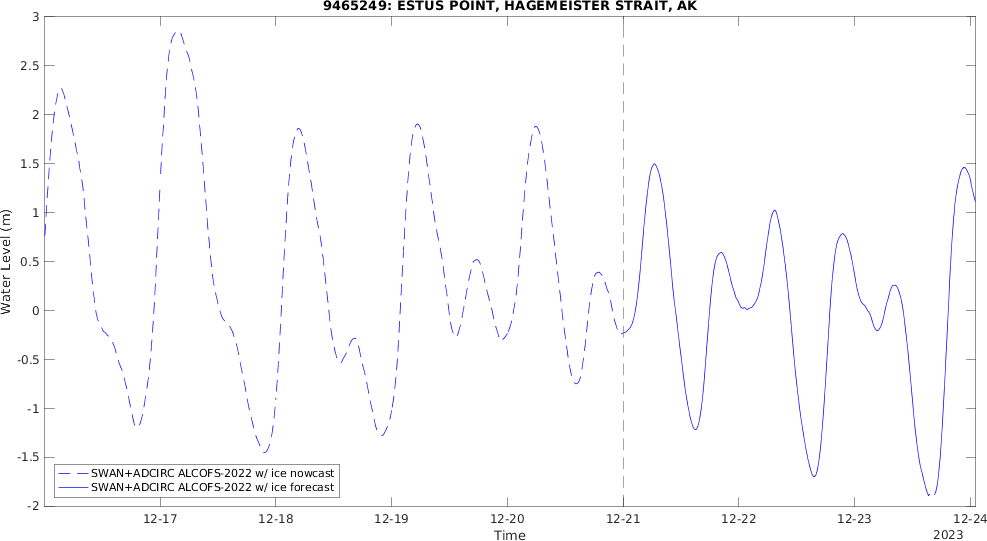 9465249: ESTUS POINT, HAGEMEISTER STRAIT, AK
3
2.5
2
1.5
1
0.5
0
-0.5
-1
-1.5
-2
Water Level (m)
SWAN+ADCIRC ALCOFS-2022 w/ ice nowcast
SWAN+ADCIRC ALCOFS-2022 w/ ice forecast
12-17 12-18 12-19 12-20 12-21 12-22 12-23 12-24
Time
2023